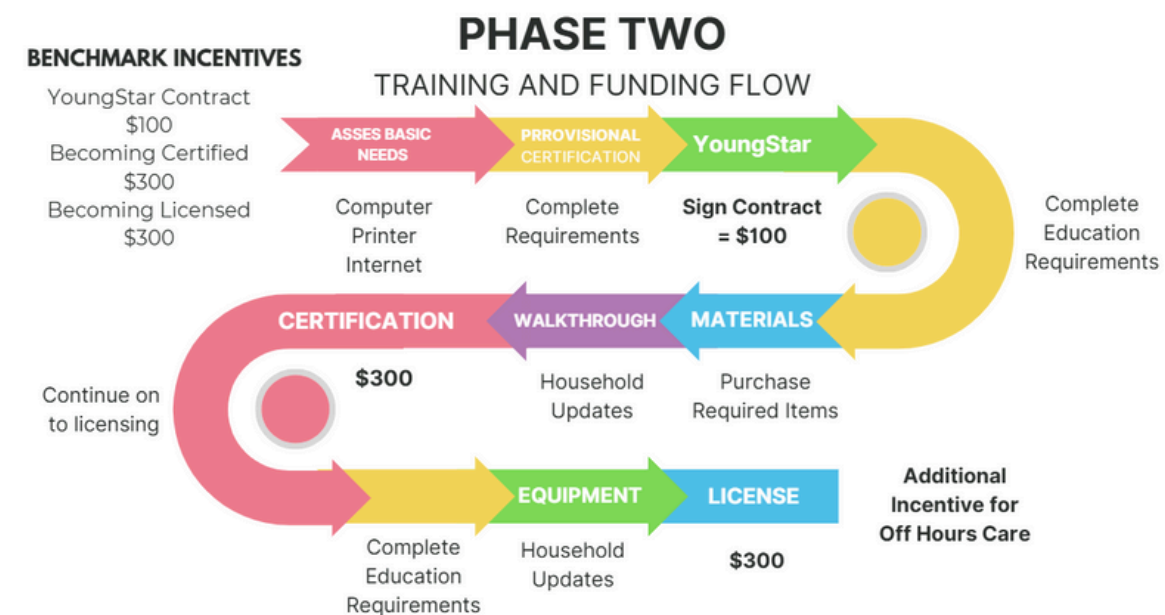 PHASE TWO
TRAINING AND FUNDING FLOW
BENCHMARK INCENTIVES
YoungStar Contract
$100
Becoming Certified
$300
Becoming Licensed
$300
ASSES BASIC
NEEDS
PRROVISIONAL
CERTIFICATION
YoungStar
Computer
Printer
Internet
Complete
Requirements
Sign Contract
= $100
Complete
Education
Requirements
CERTIFICATION
WALKTHROUGH
MATERIALS
$300
Household
Updates
Purchase
Required Items
Continue on
to licensing
EQUIPMENT
LICENSE
Complete
Education
Requirements
Household
Updates
$300
Additional
Incentive for
Off Hours Care